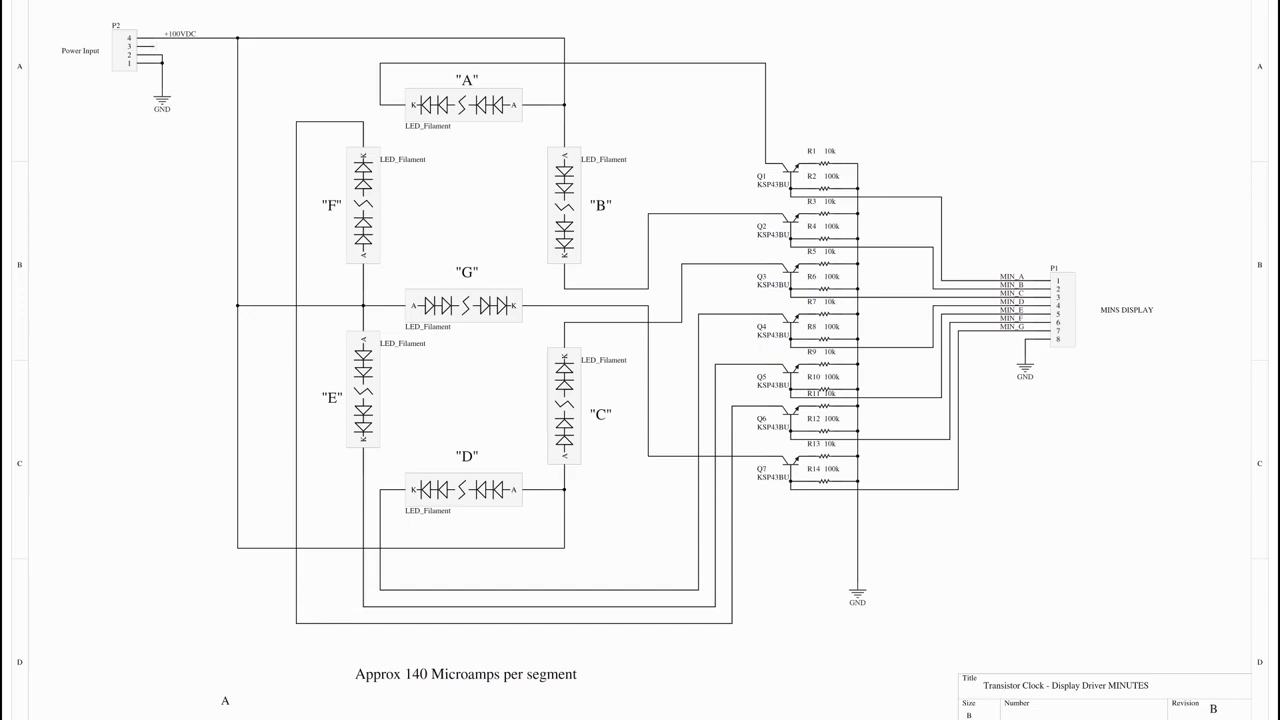 P2
+100VDC
4
3
2
1
Power Input
GND
A
B
C
D
A
B
C
D
"A"
K
A
LED_Filament
"F"
K
A
LED_Filament
"B"
A
K
LED_Filament
"G"
A
K
LED_Filament
"E"
A
K
LED_Filament
"C"
K
A
LED_Filament
"D"
K
A
LED_Filament
R1 10k
Q1
KSP43BU
R2 100k
R3 10k
Q2
KSP43BU
R4 100k
R5 10k
Q3
KSP43BU
R6 100k
R7 10k
Q4
KSP43BU
R8 100k
R9 10k
Q5
KSP43BU
R10 100k
R11 10k
Q6
KSP43BU
R12 100k
R13 10k
Q7
KSP43BU
R14 100k
GND
P1
MIN_A 1
MIN_B 2
MIN_C 3
MIN_D 4
MIN_E 5
MIN_F 6
MIN_G 7
8
MINS DISPLAY
GND
Approx 140 Microamps per segment
A
Title
Transistor Clock - Display Driver MINUTES
Size
B
Number
Revision
B